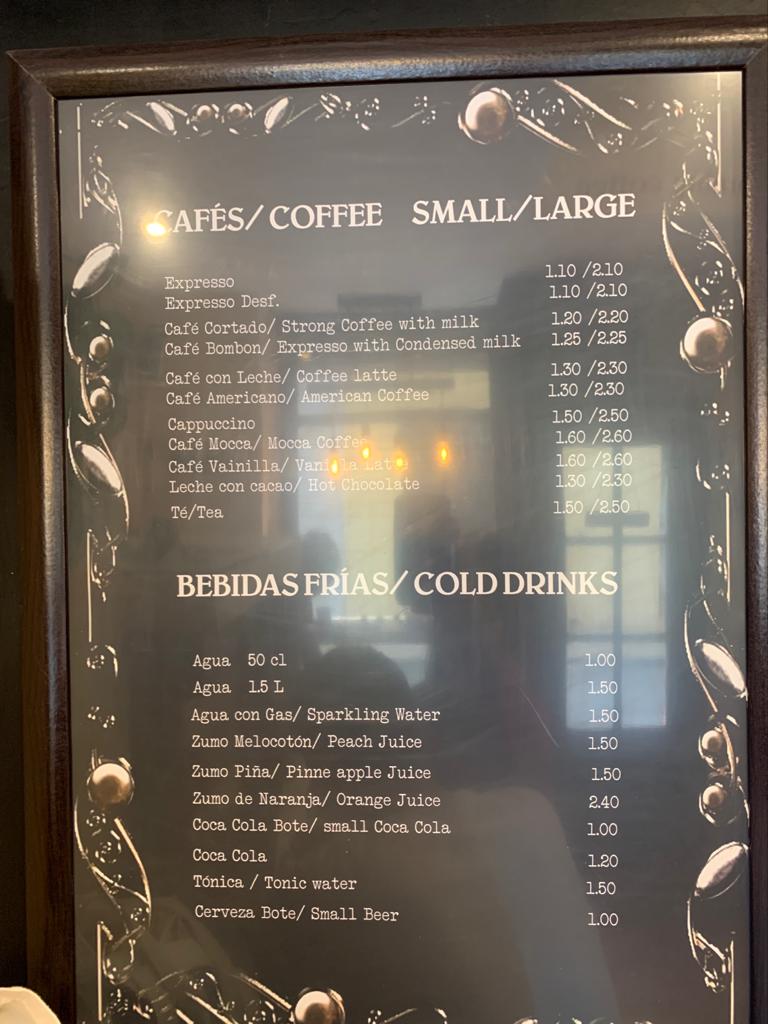 CAFÉS/ COFFEE SMALL/LARGE
Expresso 1.10 /2.10
Expresso Desf. 1.10 /2.10
Café Cortado/ Strong Coffee with milk 1.20 /2.20
Café Bombon/ Expresso with Condensed milk 1.25 /2.25
Café con Leche/ Coffee latte 1.30 /2.30
Café Americano/ American Coffee 1.30 /2.30
Cappuccino 1.50 /2.50
Café Mocca/ Mocca Coffee 1.60 /2.60
Café Vainilla/ Vanilla Latte 1.60 /2.60
Leche con cacao/ Hot Chocolate 1.30 /2.30
Té/Tea 1.50 /2.50
BEBIDAS FRÍAS/ COLD DRINKS
Agua 50 cl 1.00
Agua 1.5 L 1.50
Agua con Gas/ Sparkling Water 1.50
Zumo Melocotón/ Peach Juice 1.50
Zumo Piña/ Pinne apple Juice 1.50
Zumo de Naranja/ Orange Juice 2.40
Coca Cola Bote/ small Coca Cola 1.00
Coca Cola 1.20
Tónica / Tonic water 1.50
Cerveza Bote/ Small Beer 1.00